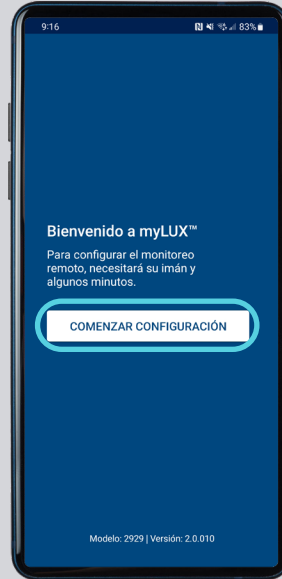 9:16
83%
Bienvenido a myLUX™
Para configurar el monitoreo
remoto, necesitará su imán y
algunos minutos.
COMENZAR CONFIGURACIÓN
Modelo: 2929 | Versión: 2.0.010